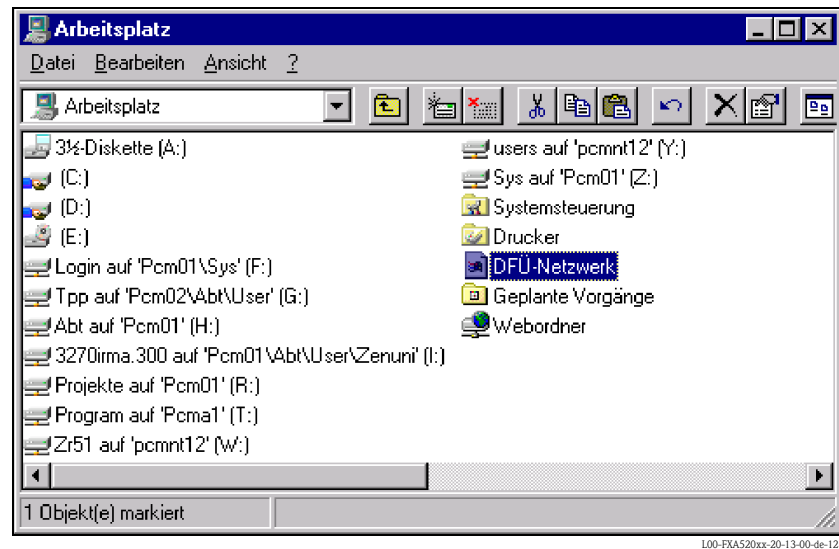 Arbeitsplatz
Datei Bearbeiten Ansicht ?
Arbeitsplatz
3½-Diskette (A:)
(C:)
(D:)
(E:)
Login auf 'Pcm01\Sys' (F:)
Tpp auf 'Pcm02\Abt\User' (G:)
Abt auf 'Pcm01' (H:)
3270irma.300 auf 'Pcm01\Abt\User\Zenuni' (I:)
Projekte auf 'Pcm01' (R:)
Program auf 'Pcma1' (T:)
Zr51 auf 'pcmnt12' (W:)
users auf 'pcmnt12' (Y:)
Sys auf 'Pcm01' (Z:)
Systemsteuerung
Drucker
DFÜ-Netzwerk
Geplante Vorgänge
Webordner
1 Objekt(e) markiert
L00-FXA520xx-20-13-00-de-12